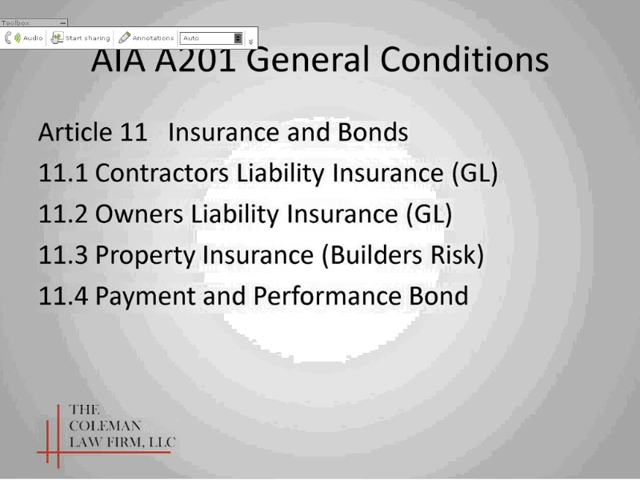 Toolbox
Audio
Start sharing
Annotations
Auto
AIA A201 General Conditions
Article 11 Insurance and Bonds
11.1 Contractors Liability Insurance (GL)
11.2 Owners Liability Insurance (GL)
11.3 Property Insurance (Builders Risk)
11.4 Payment and Performance Bond
THE
COLEMAN
LAW FIRM, LLC